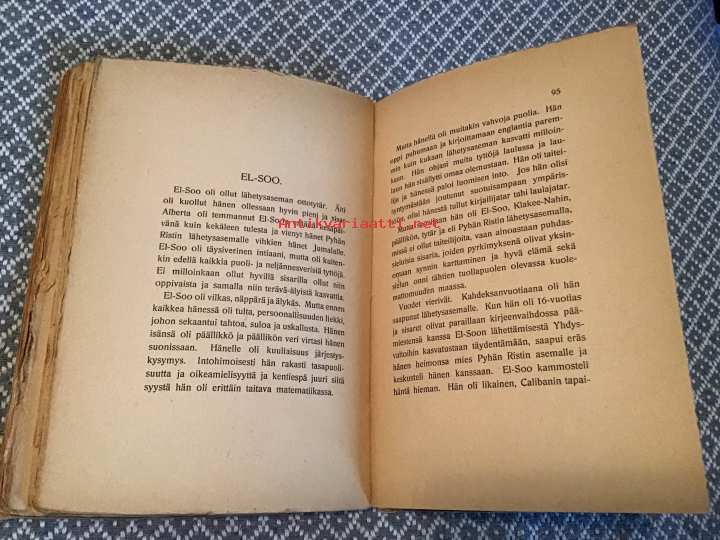 EL-SOO.
El-Soo oli ollut lähetysaseman ottotytär. Äiti
oli kuollut hänen ollessaan hyvin pieni ja sisar
Alberta oli temmannut El-Soon
vänä kuin kekäleen tulesta ja vienyt hänet Pyhän
Ristin lähetysasemalle vihkien hänet Jumalalle.
El-Soo oli täysiverinen intiaani, mutta oli kuiten-
kin edellä kaikkia puoli- ja neljännesverisiä tyttöjä.
Ei milloinkaan ollut hyvillä sisarilla ollut niin
oppivaista ja samalla niin terävä-älyistä kasvattia.
El-Soo oli vilkas, näppärä ja älykäs. Mutta ennen
kaikkea hänessä oli tulta, persoonallisuuden liekki,
johon sekaantui tahtoa, suloa ja uskallusta. Hänen
isänsä oli päällikkö ja päällikön veri virtasi hänen
suonissaan. Hänelle oli kuuliaisuus järjestys-
kysymys. Intohimoisesti hän rakasti tasapuoli-
suutta ja oikeamielisyyttä ja kentiespä juuri siitä
syystä hän oli erittäin taitava matematiikassa.
95
Mutta hänellä oli muitakin vahvoja puolia. Hän
oppi puhumaan ja kirjoittamaan englantia parem-
min kuin kukaan lähetysaseman kasvatti milloin-
kaan. Hän ohjasi muita tyttöjä laulussa ja lau-
luun hän sisällytti omaa olemustaan. Hän oli taitei-
lija ja hänessä paloi luomisen into. Jos hän olisi
syntymästään joutunut suotuisampaan ympäris-
töön olisi hänestä tullut kirjailijatar tahi laulajatar.
hän oli El-Soo, Klakee-Nahin,
päällikön, tytär ja eli Pyhän Ristin lähetysasemalla,
missä ei ollut taiteilijoita, vaan ainoastaan puhdas-
sieluisia sisaria, joiden pyrkimyksenä olivat yksin-
omaan synnin karttaminen ja hyvä elämä sekä
sielun onni tähtien tuollapuolen olevassa kuole-
mattomuuden maassa.
Vuodet vierivät. Kahdeksanvuotiaana oli hän
saapunut lähetysasemalle. Kun hän oli 16-vuotias
ja sisaret olivat paraillaan kirjeenvaihdossa pää-
miestensä kanssa El-Soon lähettämisestä Yhdys-
valtoihin kasvatustaan täydentämään, saapui eräs
hänen heimonsa mies Pyhän Ristin asemalle ja
keskusteli hänen kanssaan. El-Soo kammosteli
häntä hieman. Hän oli likainen, Calibanin tapai-
Antikvariaatti.net